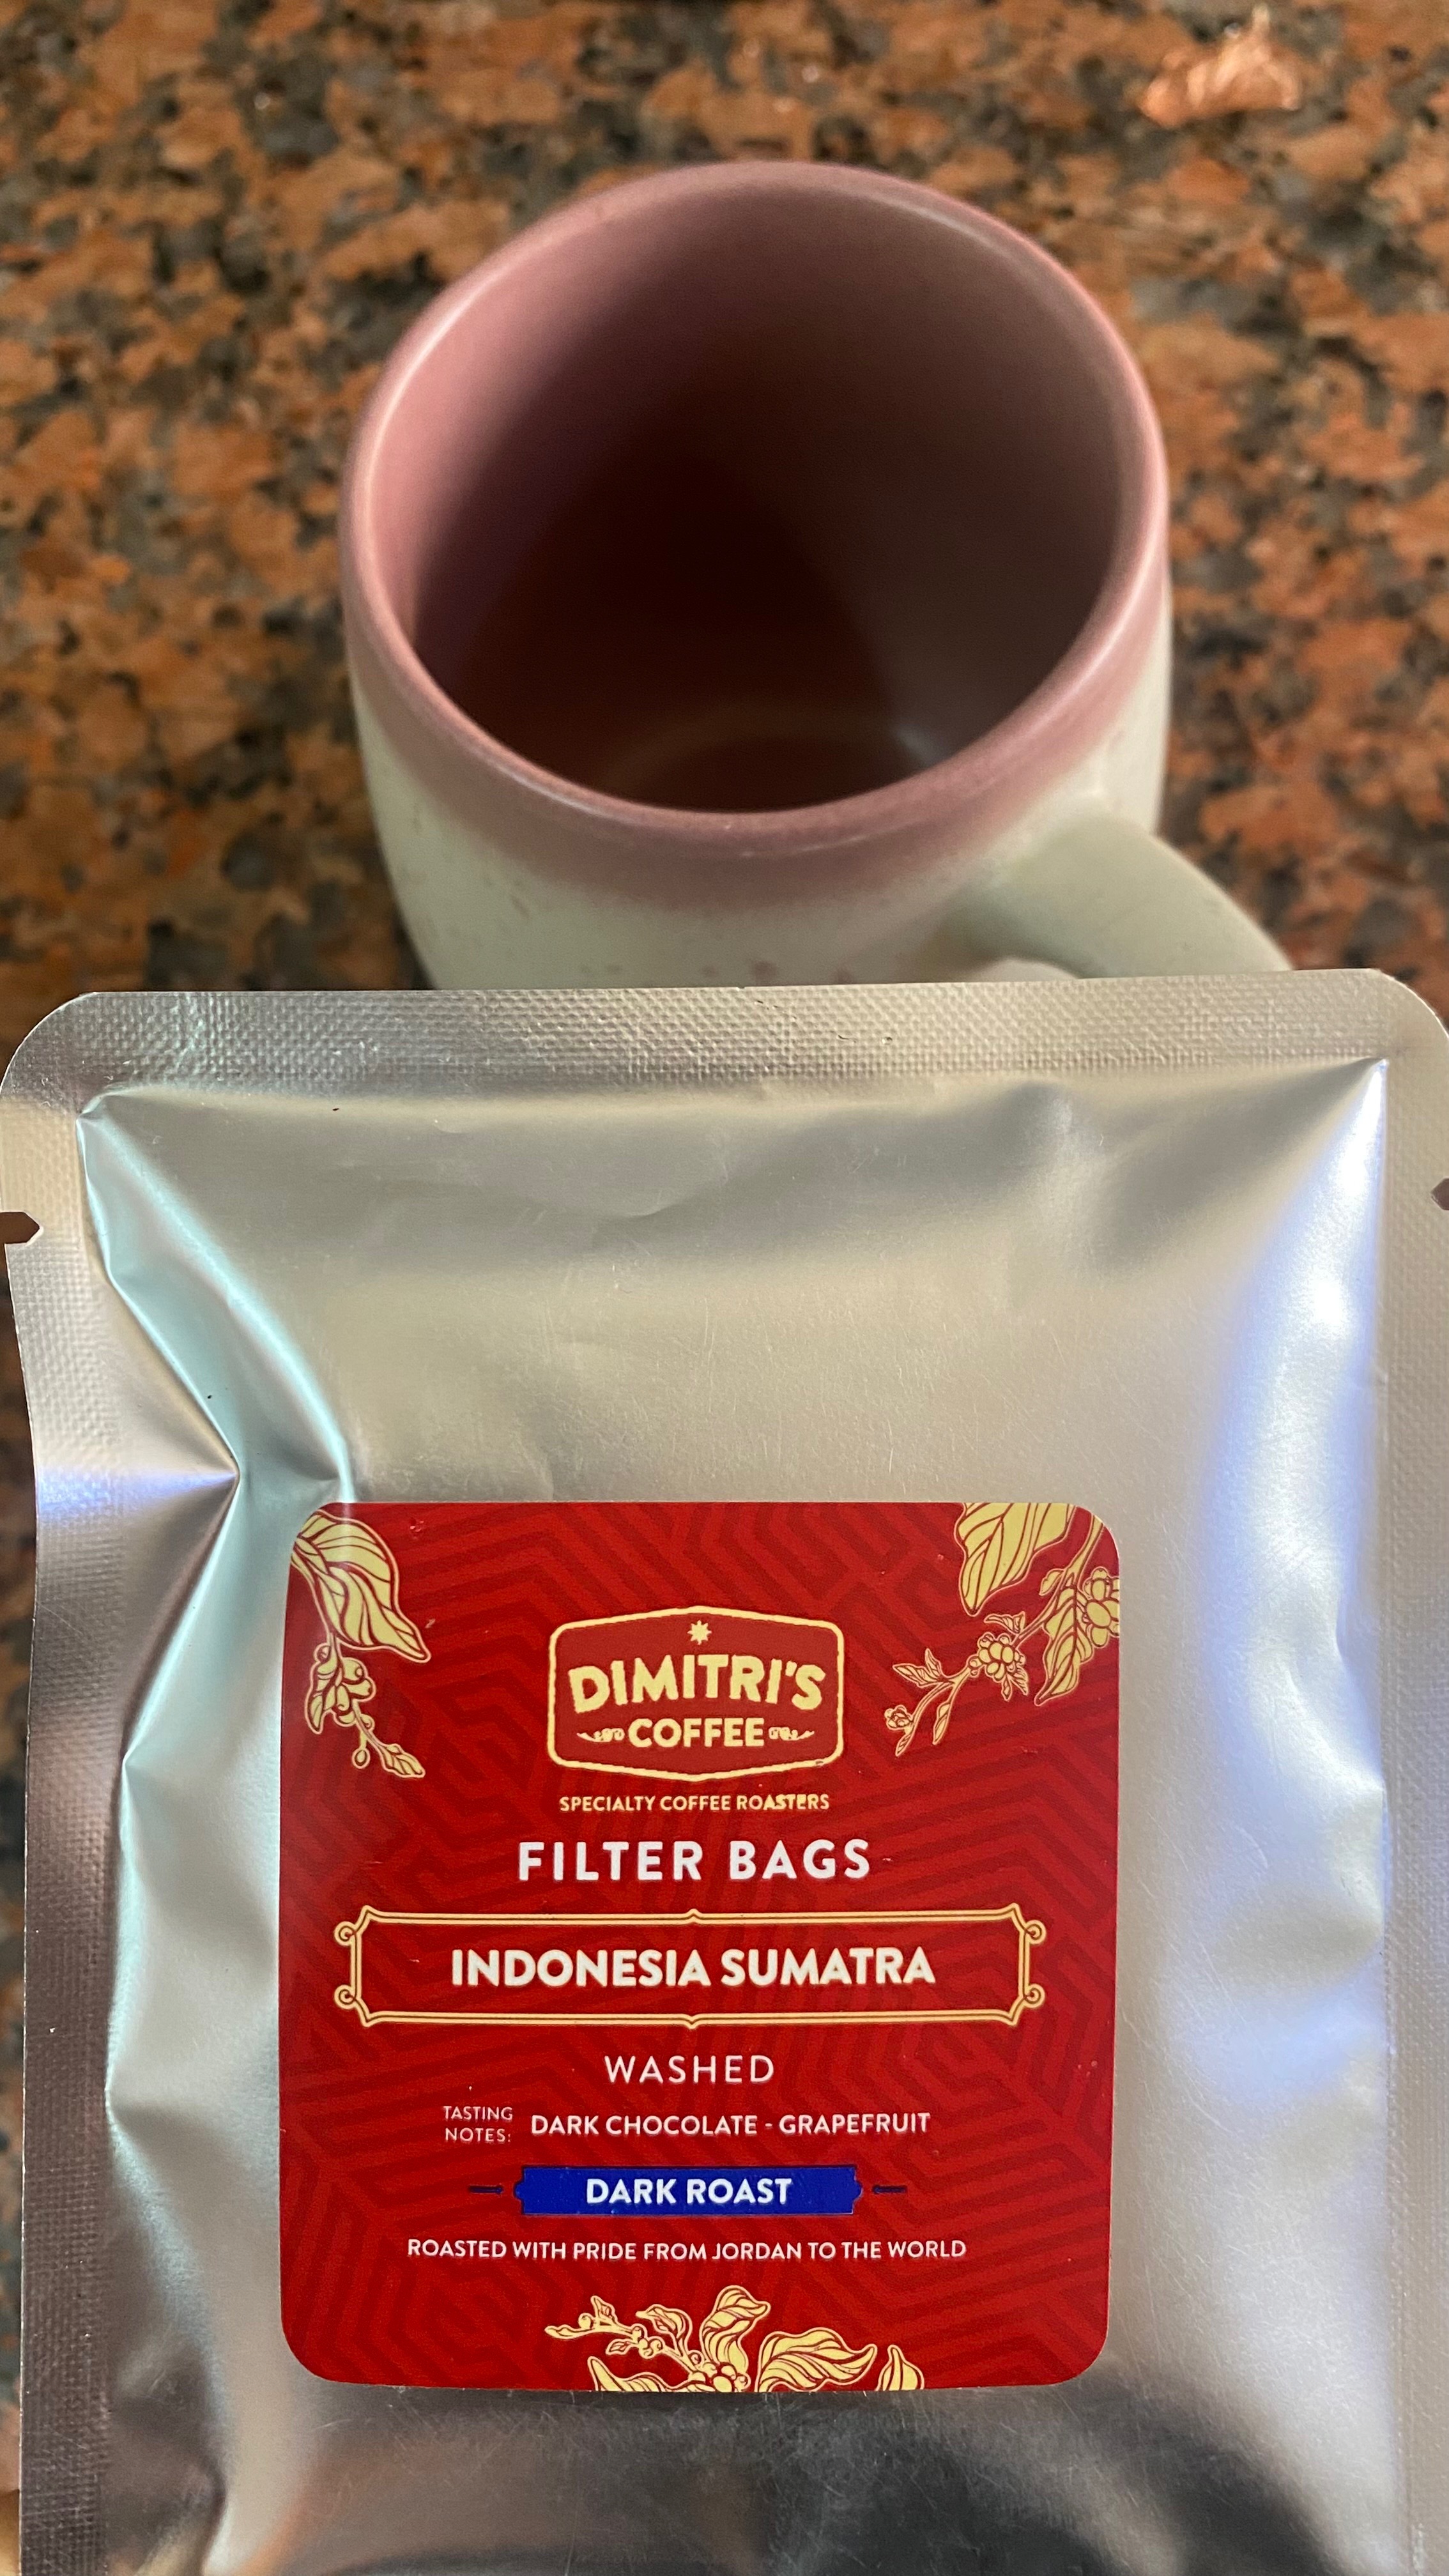 DIMITRI'S
COFFEE
SPECIALTY COFFEE ROASTERS
FILTER BAGS
INDONESIA SUMATRA
WASHED
TASTING NOTES: DARK CHOCOLATE - GRAPEFRUIT
DARK ROAST
ROASTED WITH PRIDE FROM JORDAN TO THE WORLD